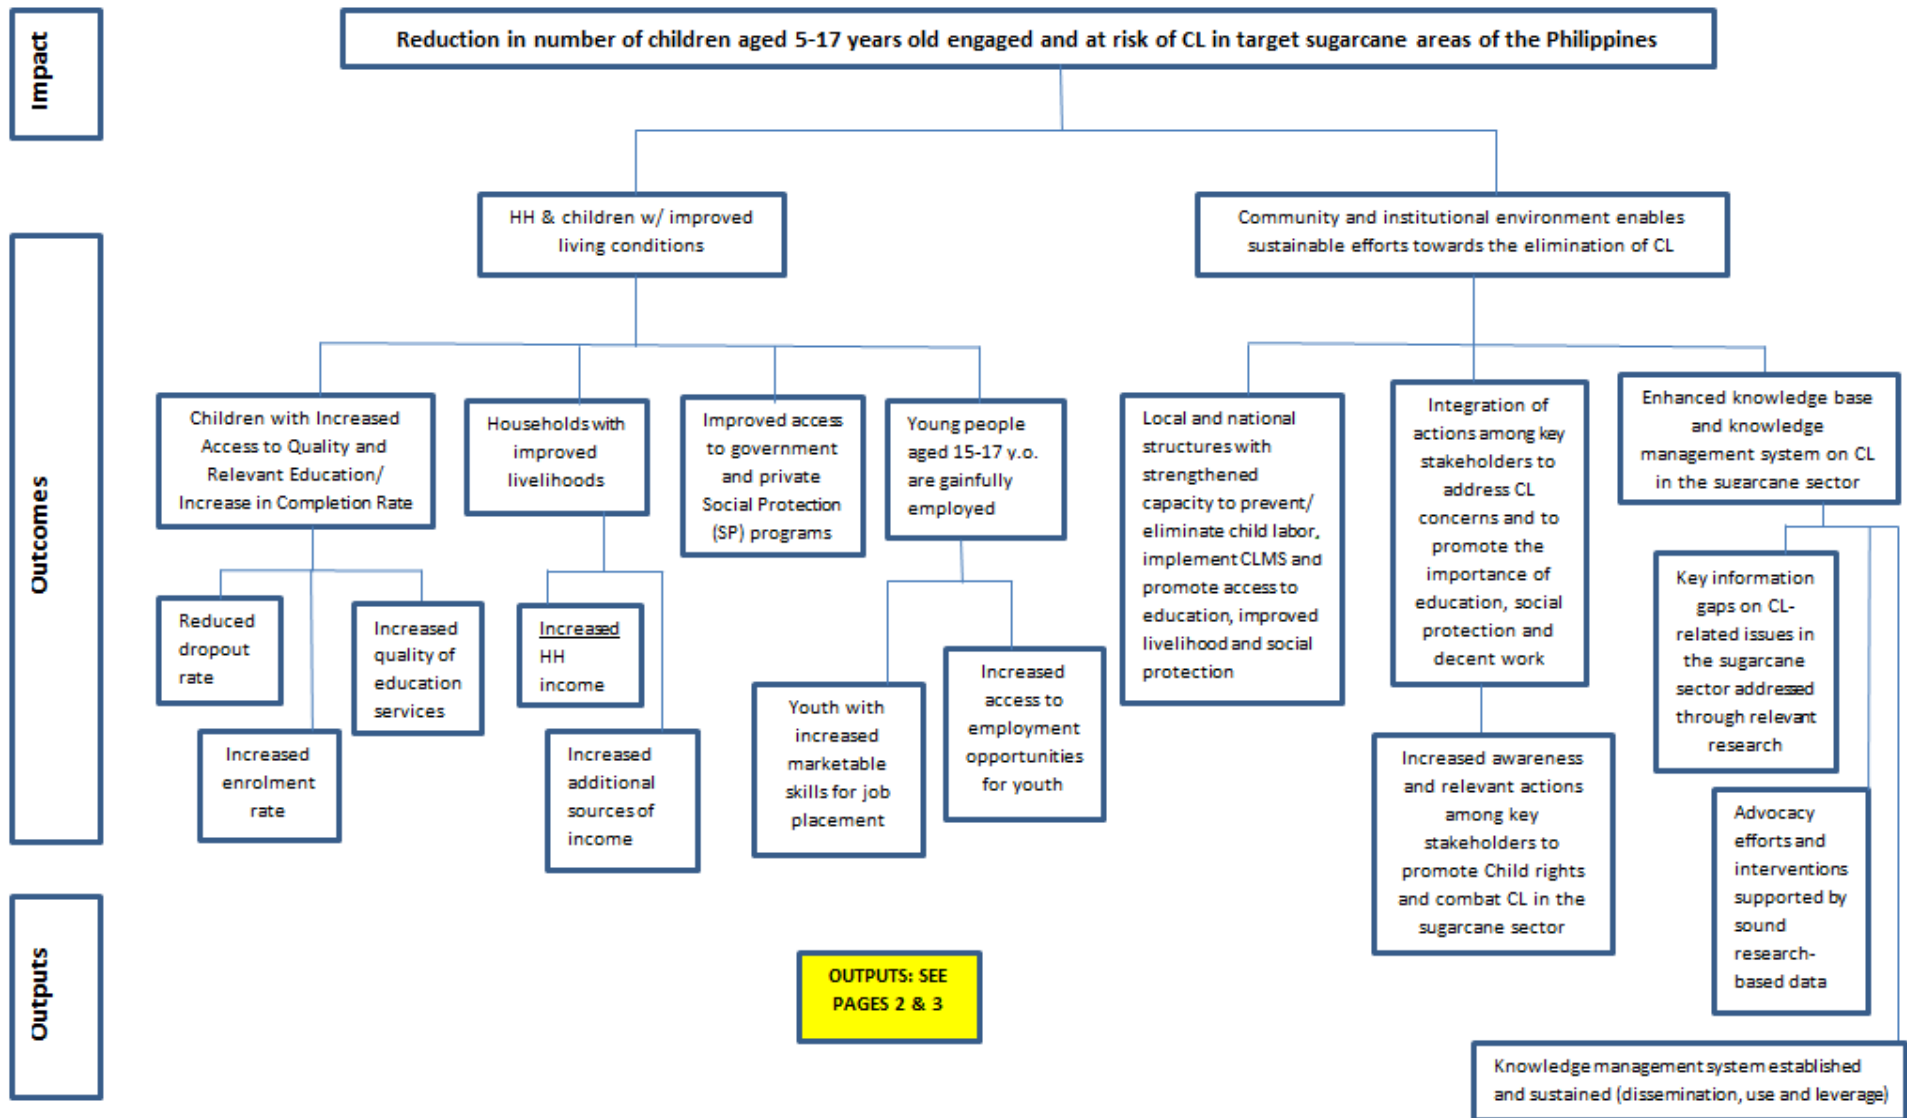 Impact
Reduction in number of children aged 5-17 years old engaged and at risk of CL in target sugarcane areas of the Philippines
Outcomes
HH & children w/ improved
living conditions
Community and institutional environment enables
sustainable efforts towards the elimination of CL
Children with Increased
Access to Quality and
Relevant Education/
Increase in Completion Rate
Households with
improved
livelihoods
Improved access
to government
and private
Social Protection
(SP) programs
Young people
aged 15-17 y.o.
are gainfully
employed
Local and national
structures with
strengthened
capacity to prevent/
eliminate child labor,
implement CLMS and
promote access to
education, improved
livelihood and social
protection
Integration of
actions among key
stakeholders to
address CL
concerns and to
promote the
importance of
education, social
protection and
decent work
Enhanced knowledge base
and knowledge
management system on CL
in the sugarcane sector
Reduced
dropout
rate
Increased
enrolment
rate
Increased
quality of
education
services
Increased
HH
income
Increased
additional
sources of
income
Youth with
increased
marketable
skills for job
placement
Increased
access to
employment
opportunities
for youth
Increased awareness
and relevant actions
among key
stakeholders to
promote Child rights
and combat CL in the
sugarcane sector
Key information
gaps on CL-
related issues in
the sugarcane
sector addressed
through relevant
research
Advocacy
efforts and
interventions
supported by
sound
research-
based data
Knowledge management system established
and sustained (dissemination, use and leverage)
Outputs
OUTPUTS: SEE
PAGES 2 & 3